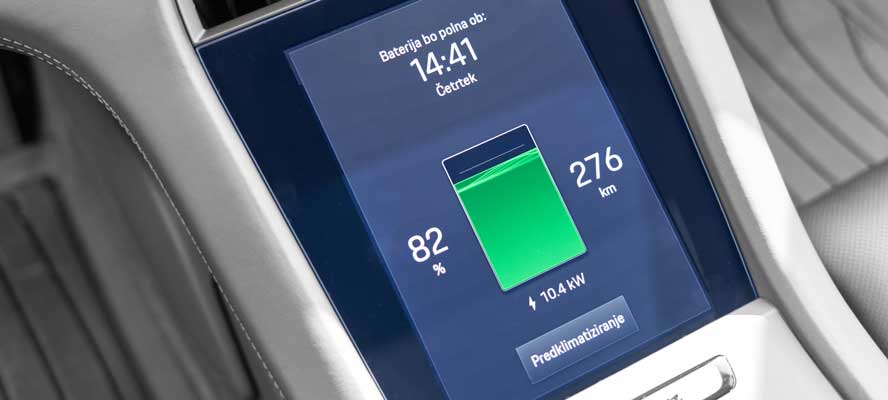 Baterija bo polna ob:
14:41
Četrtek
276
km
82
%
10.4 kW
Predklimatiziranje